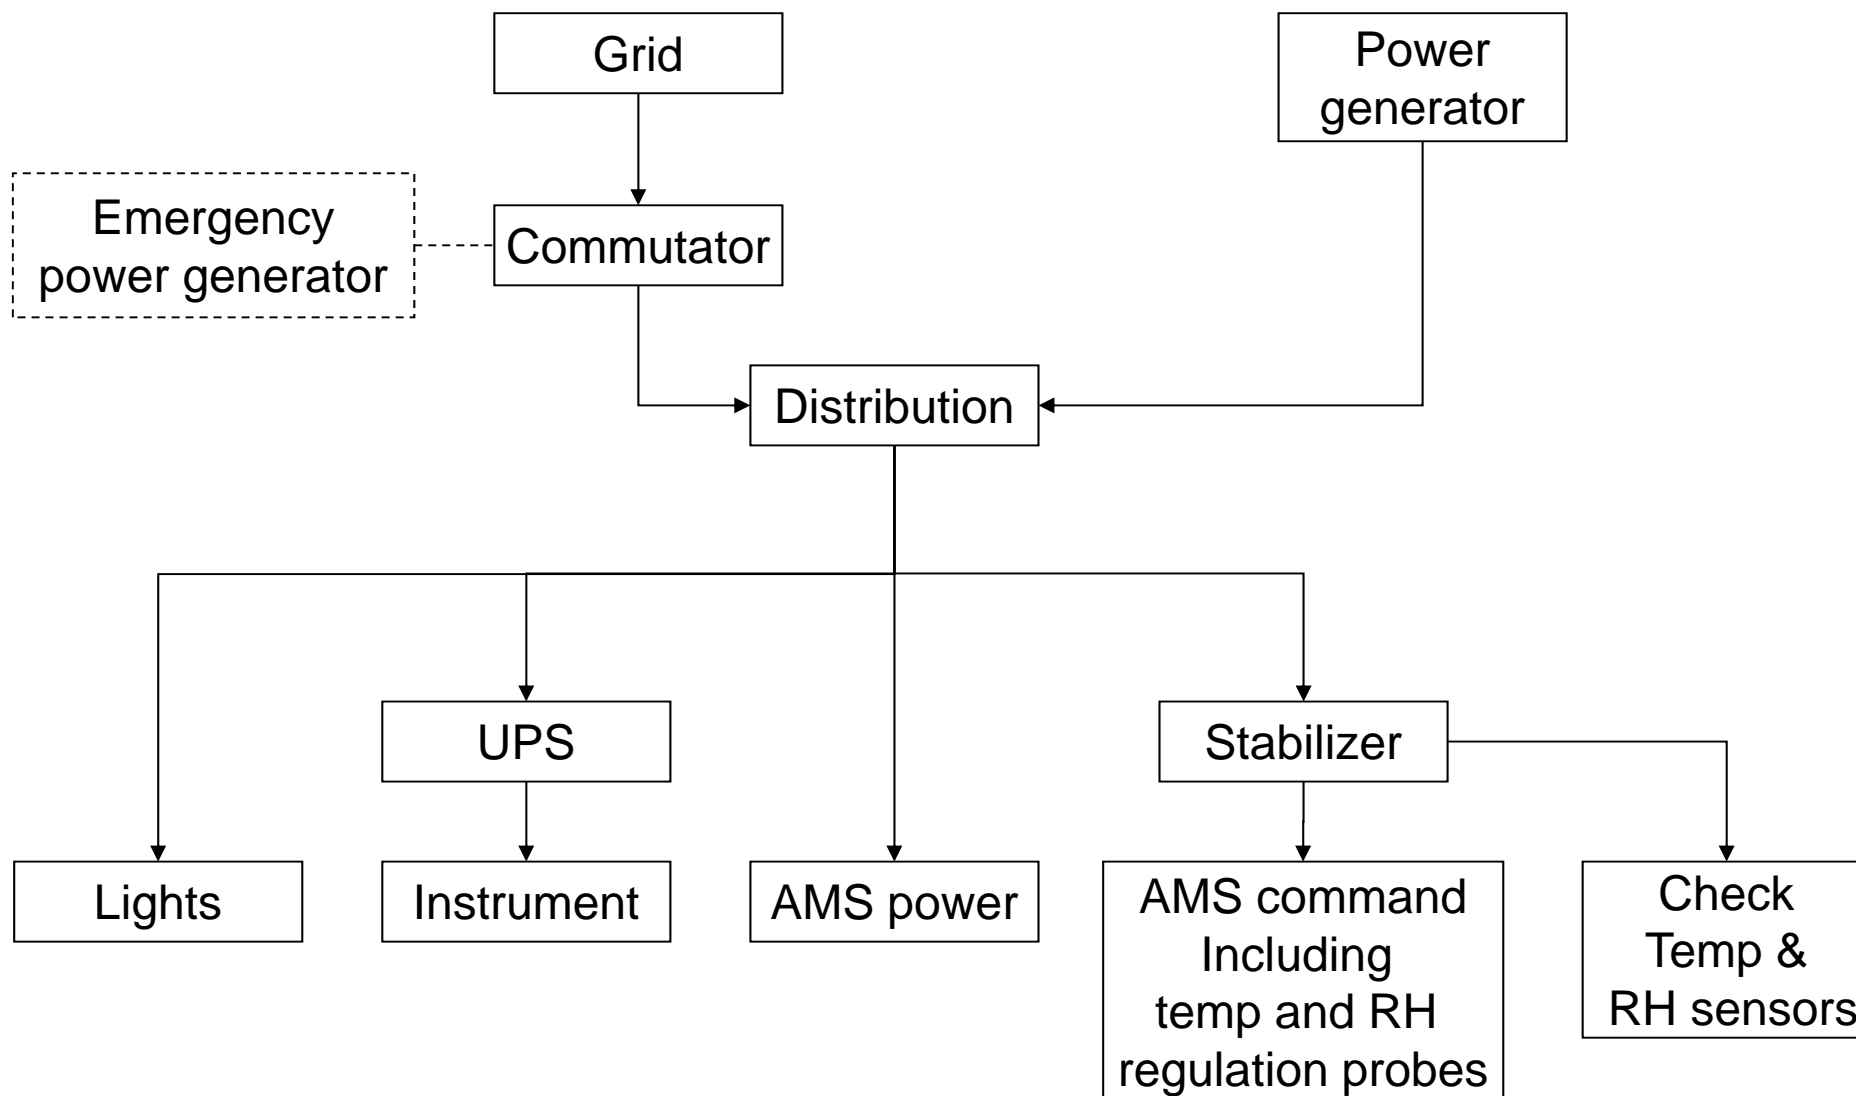 Grid
Power
generator
Emergency
power generator
Commutator
Distribution
UPS
Stabilizer
Lights
Instrument
AMS power
AMS command
Including
temp and RH
regulation probes
Check
Temp &
RH sensors